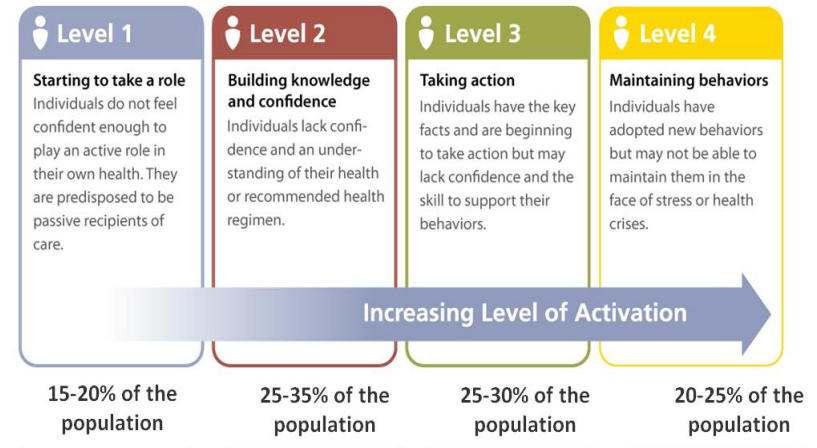 Level 1
Starting to take a role
Individuals do not feel
confident enough to
play an active role in
their own health. They
are predisposed to be
passive recipients of
care.
Level 2
Building knowledge
and confidence
Individuals lack confi-
dence and an under-
standing of their health
or recommended health
regimen.
Level 3
Taking action
Individuals have the key
facts and are beginning
to take action but may
lack confidence and the
skill to support their
behaviors.
Level 4
Maintaining behaviors
Individuals have
adopted new behaviors
but may not be able to
maintain them in the
face of stress or health
crises.
Increasing Level of Activation
15-20% of the
population
25-35% of the
population
25-30% of the
population
20-25% of the
population